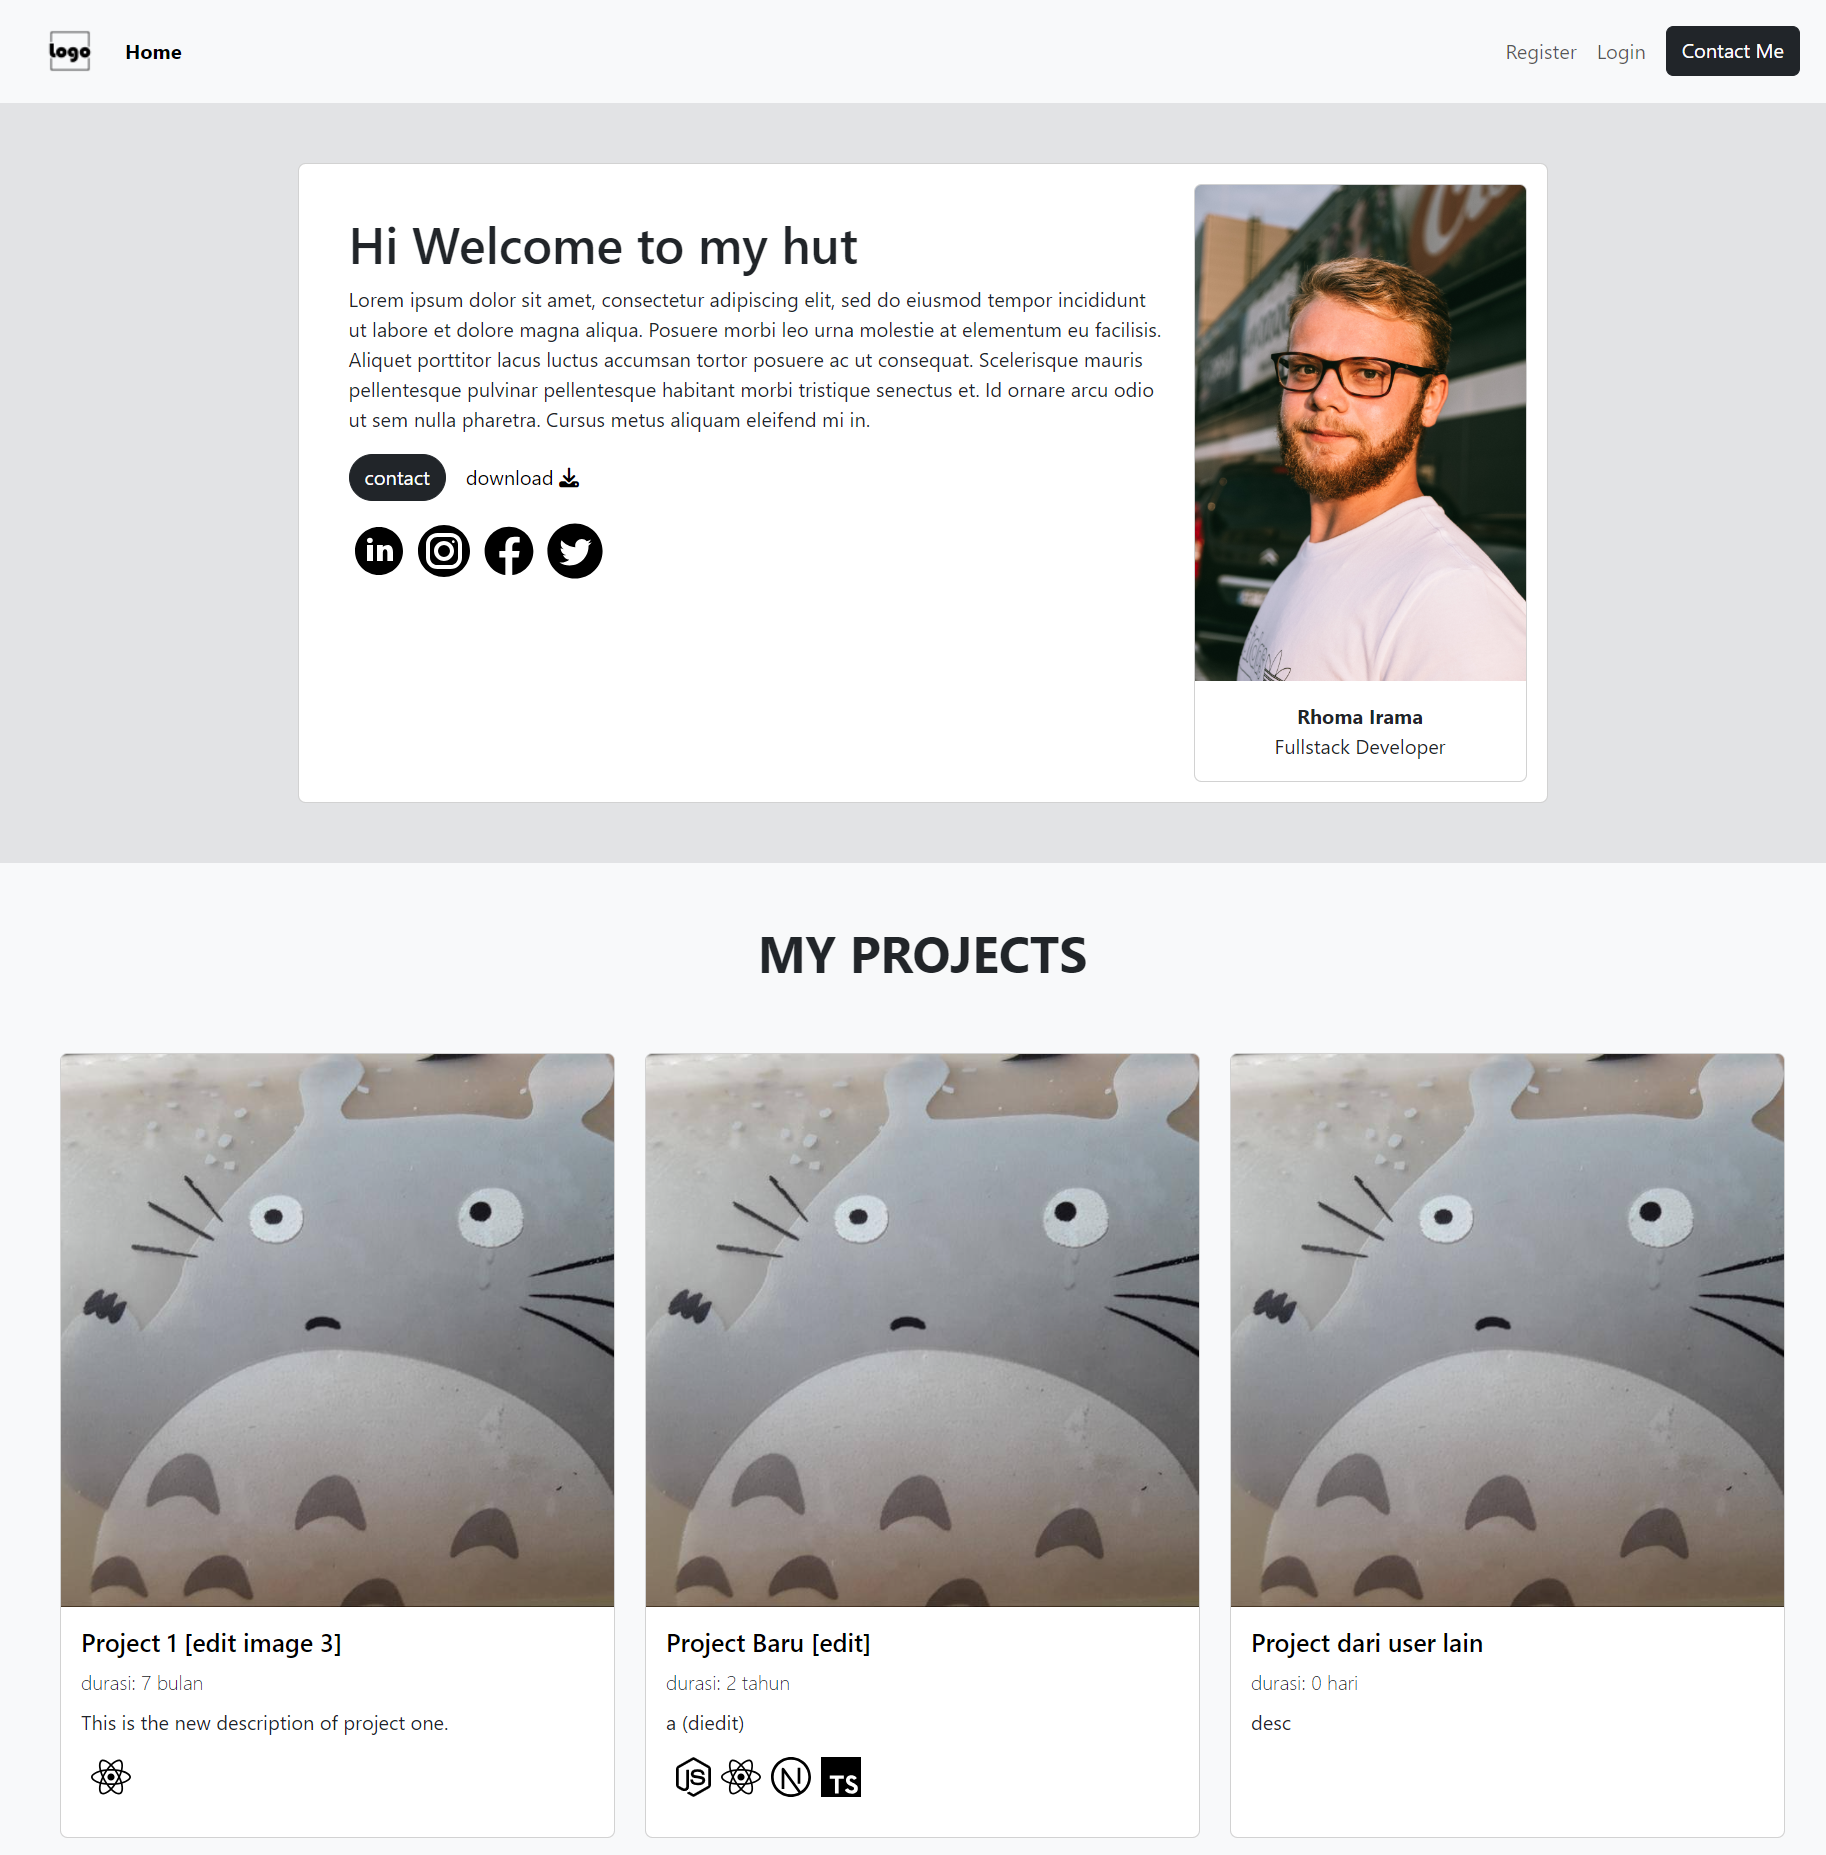 logo
Home
Register
Login
Contact Me
Hi Welcome to my hut
Lorem ipsum dolor sit amet, consectetur adipiscing elit, sed do eiusmod tempor incididunt
ut labore et dolore magna aliqua. Posuere morbi leo urna molestie at elementum eu facilisis.
Aliquet porttitor lacus luctus accumsan tortor posuere ac ut consequat. Scelerisque mauris
pellentesque pulvinar pellentesque habitant morbi tristique senectus et. Id ornare arcu odio
ut sem nulla pharetra. Cursus metus aliquam eleifend mi in.
contact
download
in
Rhoma Irama
Fullstack Developer
MY PROJECTS
Project 1 [edit image 3]
durasi: 7 bulan
This is the new description of project one.
Project Baru [edit]
durasi: 2 tahun
a (diedit)
JS
N
TS
Project dari user lain
durasi: 0 hari
desc